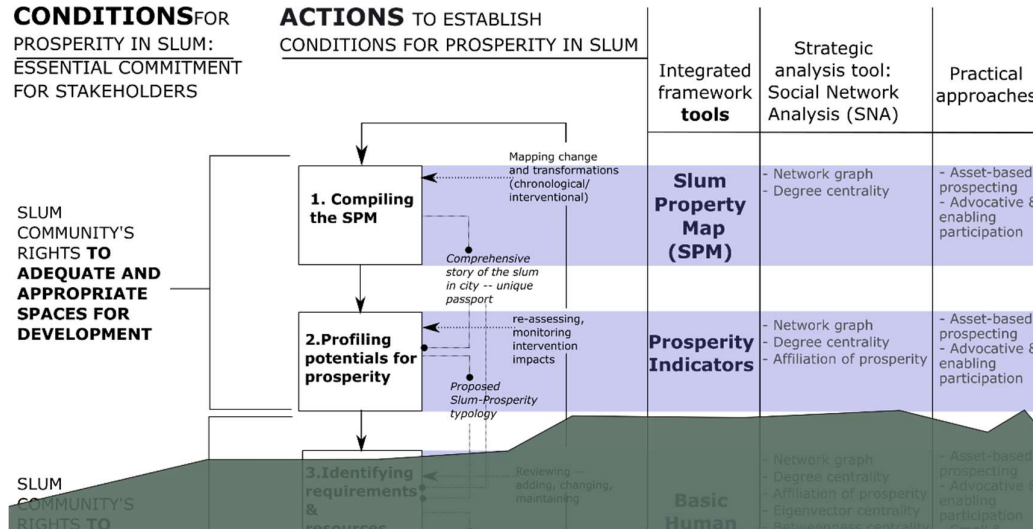 CONDITIONS FOR
PROSPERITY IN SLUM:
ESSENTIAL COMMITMENT
FOR STAKEHOLDERS
ACTIONS TO ESTABLISH
CONDITIONS FOR PROSPERITY IN SLUM
Integrated
framework
tools
Strategic
analysis tool:
Social Network
Analysis (SNA)
Practical
approaches
SLUM
COMMUNITY'S
RIGHTS TO
ADEQUATE AND
APPROPRIATE
SPACES FOR
DEVELOPMENT
1. Compiling
the SPM
Mapping change
and transformations
(chronological/
interventional)
Comprehensive
story of the slum
in city -- unique
passport
Slum
Property
Map
(SPM)
- Network graph
- Degree centrality
- Asset-based
prospecting
- Advocative &
enabling
participation
2.Profiling
potentials for
prosperity
re-assessing,
monitoring
intervention
impacts
Proposed
Slum-Prosperity
typology
Prosperity
Indicators
- Network graph
- Degree centrality
- Affiliation of prosperity
- Asset-based
prospecting
- Advocative &
enabling
participation
SLUM
COMMUNITY'S
RIGHTS TO
3.Identifying
requirements
&
resources
Reviewing --
adding, changing,
maintaining
Basic
Human
- Network graph
- Degree centrality
- Affiliation of prosperity
- Eigenvector centrality
- Betweenness centrality
- Asset-based
prospecting
- Advocative &
enabling
participation